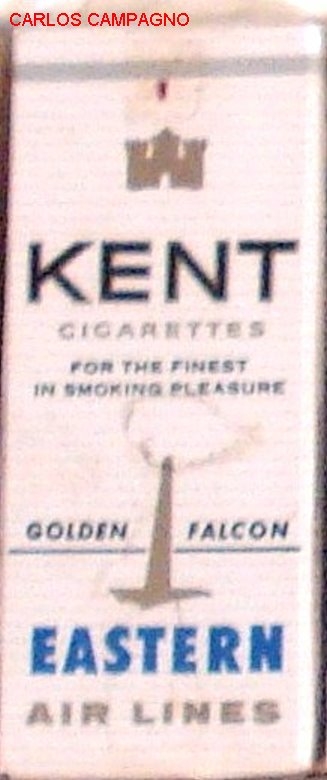 CARLOS CAMPAGNO
KENT
CIGARETTES
FOR THE FINEST
IN SMOKING PLEASURE
GOLDEN FALCON
EASTERN
AIR LINES